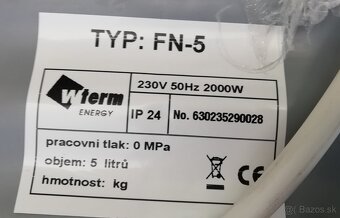 TYP: FN-5
Wterm
ENERGY
230V 50Hz 2000W
IP 24
No. 630235290028
pracovní tlak: 0 MPa
objem: 5 litrů
hmotnost: kg
CE
© Bazos.sk